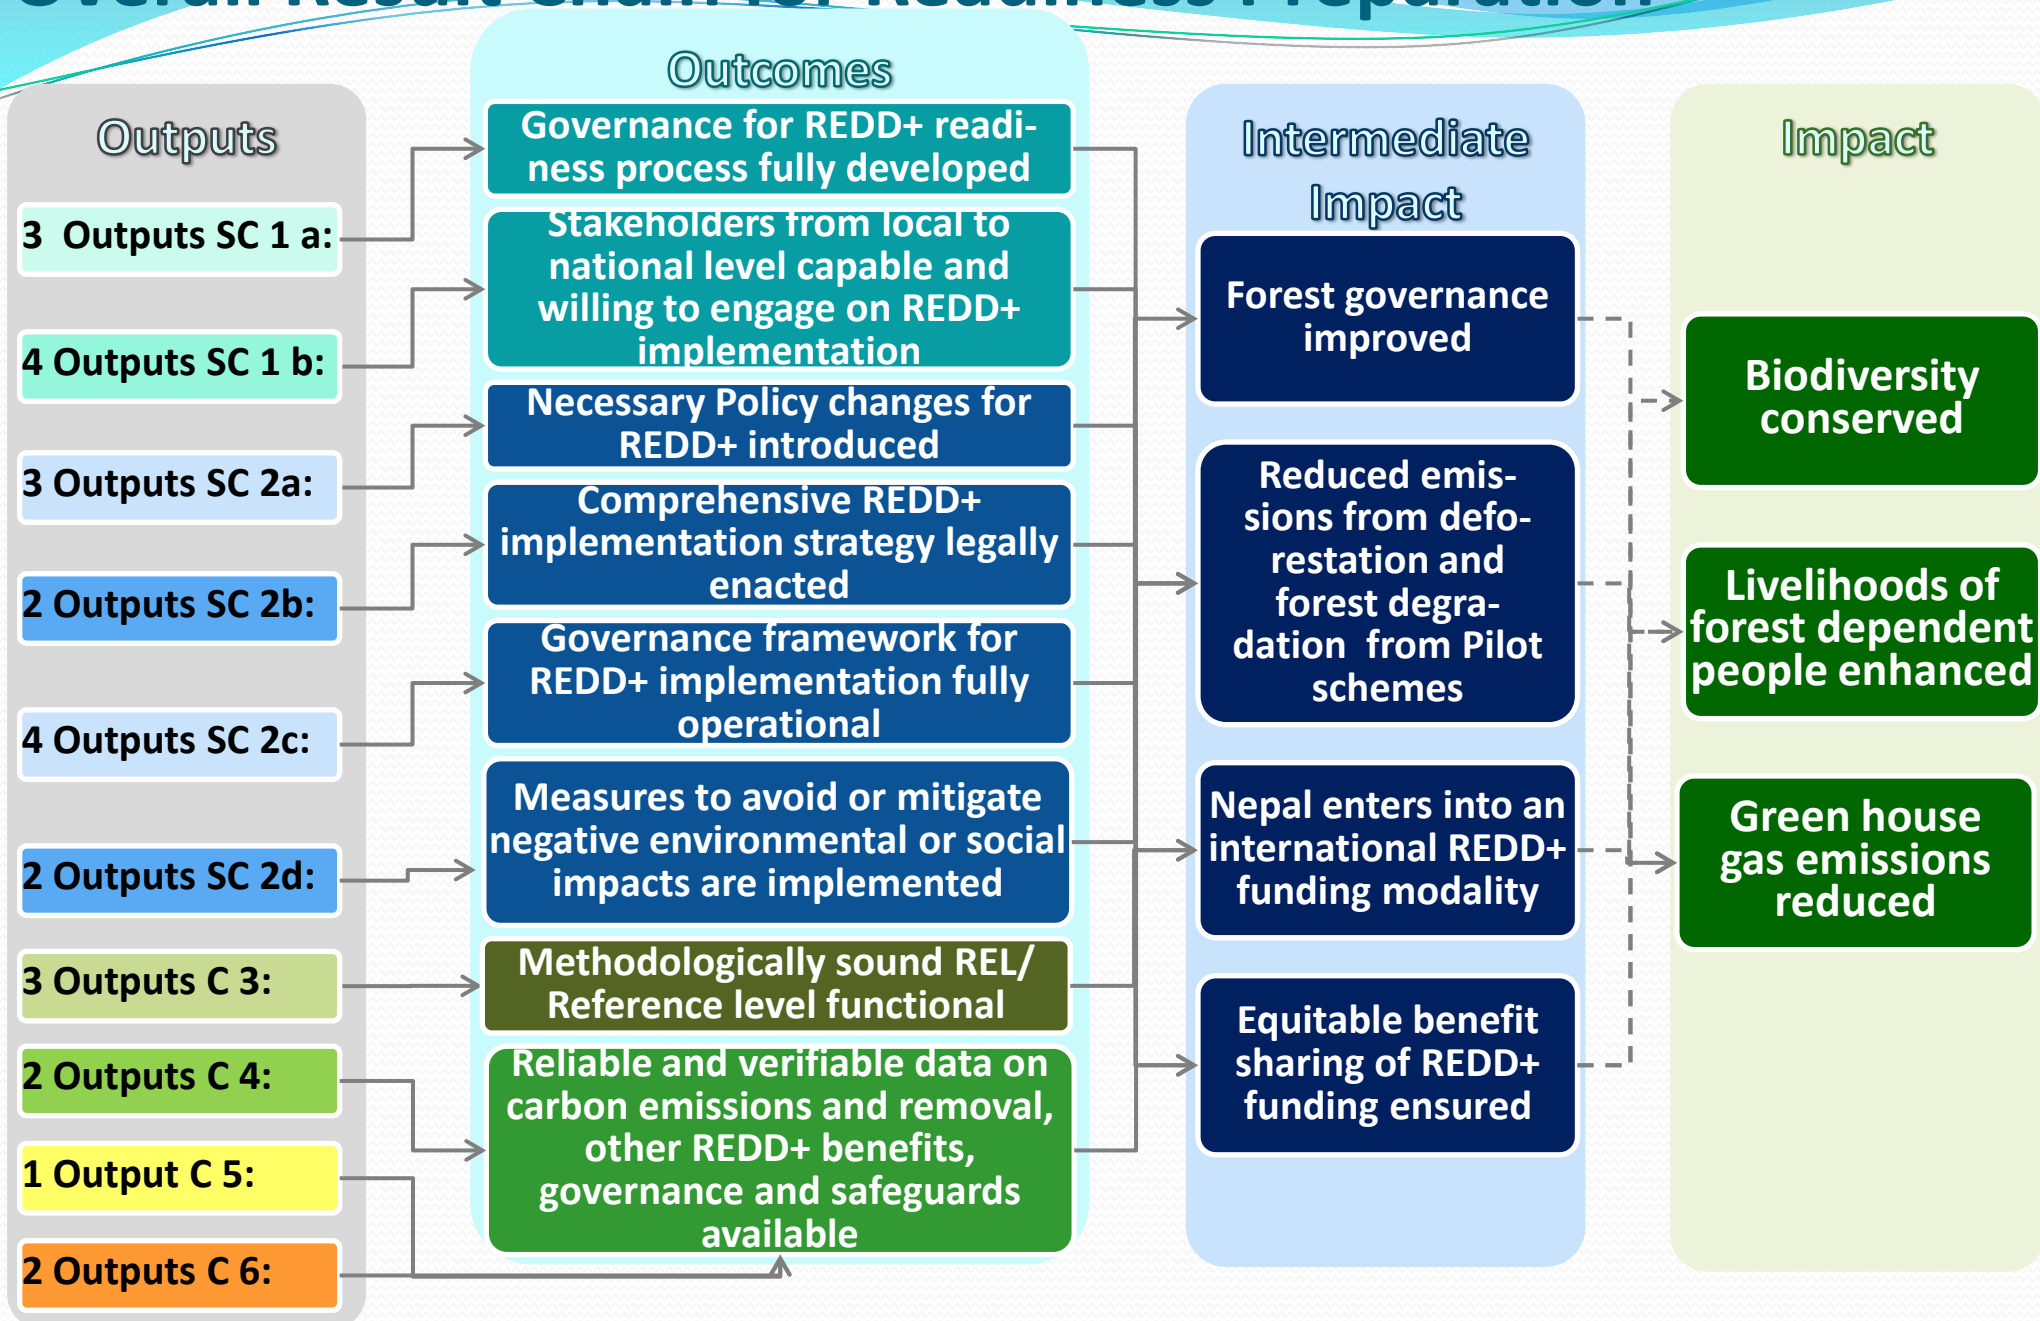 Overall Result Chain for Readiness Preparation
Outputs
3 Outputs SC 1 a:
4 Outputs SC 1 b:
3 Outputs SC 2a:
2 Outputs SC 2b:
4 Outputs SC 2c:
2 Outputs SC 2d:
3 Outputs C 3:
2 Outputs C 4:
1 Output C 5:
2 Outputs C 6:
Outcomes
Governance for REDD+ readi-
ness process fully developed
Stakeholders from local to
national level capable and
willing to engage on REDD+
implementation
Necessary Policy changes for
REDD+ introduced
Comprehensive REDD+
implementation strategy legally
enacted
Governance framework for
REDD+ implementation fully
operational
Measures to avoid or mitigate
negative environmental or social
impacts are implemented
Methodologically sound REL/
Reference level functional
Reliable and verifiable data on
carbon emissions and removal,
other REDD+ benefits,
governance and safeguards
available
Intermediate
Impact
Forest governance
improved
Reduced emis-
sions from defo-
restation and
forest degra-
dation from Pilot
schemes
Nepal enters into an
international REDD+
funding modality
Equitable benefit
sharing of REDD+
funding ensured
Impact
Biodiversity
conserved
Livelihoods of
forest dependent
people enhanced
Green house
gas emissions
reduced